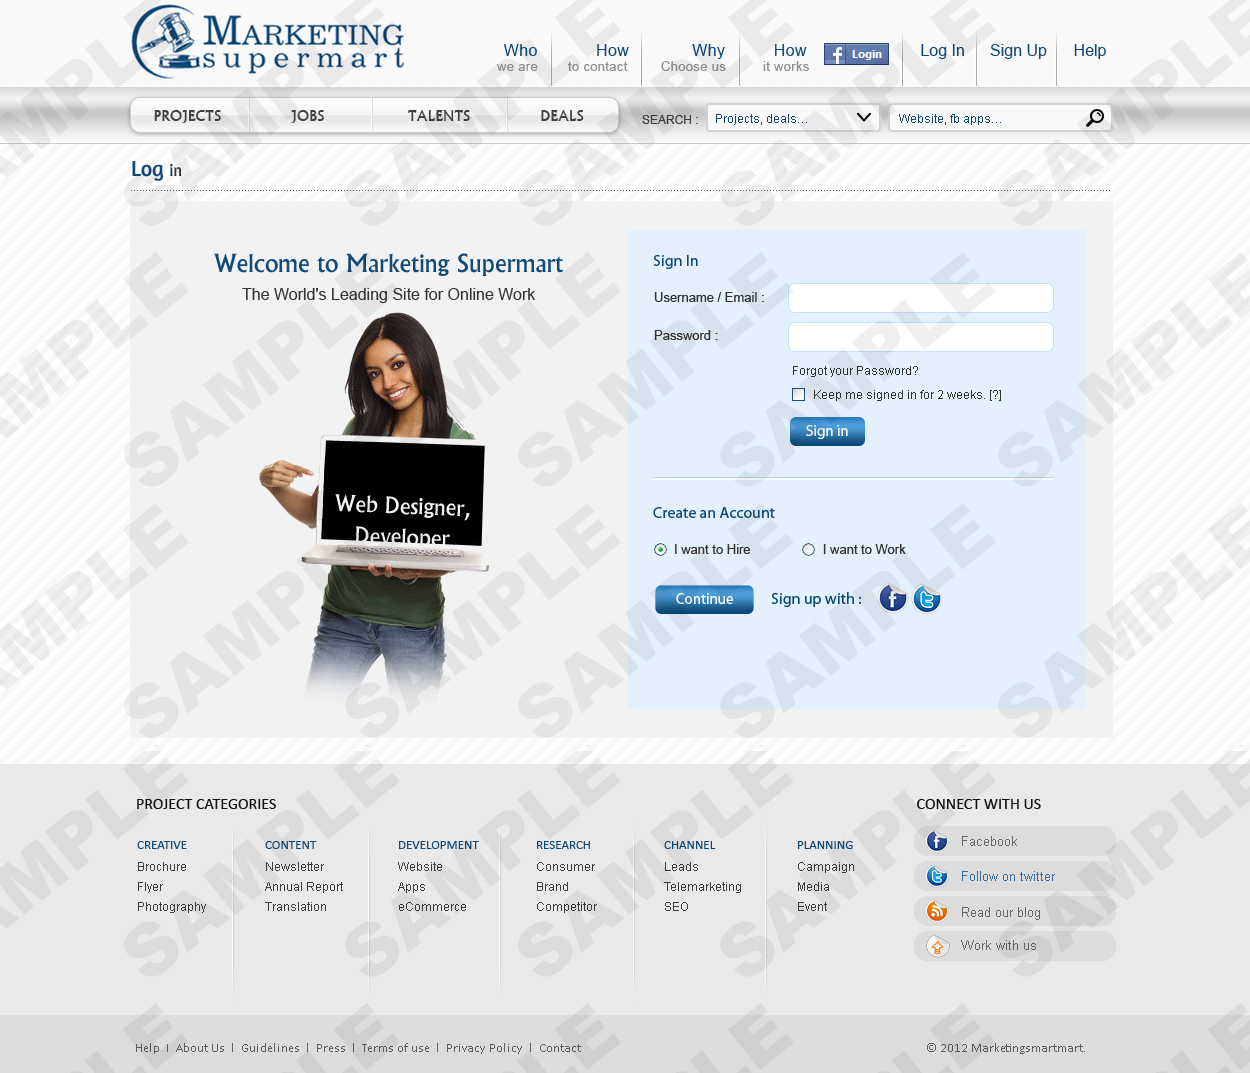 MARKETING
supermart
Who
we are
How
to contact
Why
Choose us
How
it works
f Login
Log In
Sign Up
Help
PROJECTS
JOBS
TALENTS
DEALS
SEARCH :
Projects, deals...
Website, fb apps...
Log in
Welcome to Marketing Supermart
The World's Leading Site for Online Work
Web Designer,
Developer
Sign In
Username / Email :
Password :
Forgot your Password?
Keep me signed in for 2 weeks. [?]
Sign in
Create an Account
I want to Hire
I want to Work
Continue
Sign up with :
PROJECT CATEGORIES
CREATIVE
Brochure
Flyer
Photography
CONTENT
Newsletter
Annual Report
Translation
DEVELOPMENT
Website
Apps
eCommerce
RESEARCH
Consumer
Brand
Competitor
CHANNEL
Leads
Telemarketing
SEO
PLANNING
Campaign
Media
Event
CONNECT WITH US
Facebook
Follow on twitter
Read our blog
Work with us
Help | About Us | Guidelines | Press | Terms of use | Privacy Policy | Contact
© 2012 Marketingsmartmart.
SAMPLE